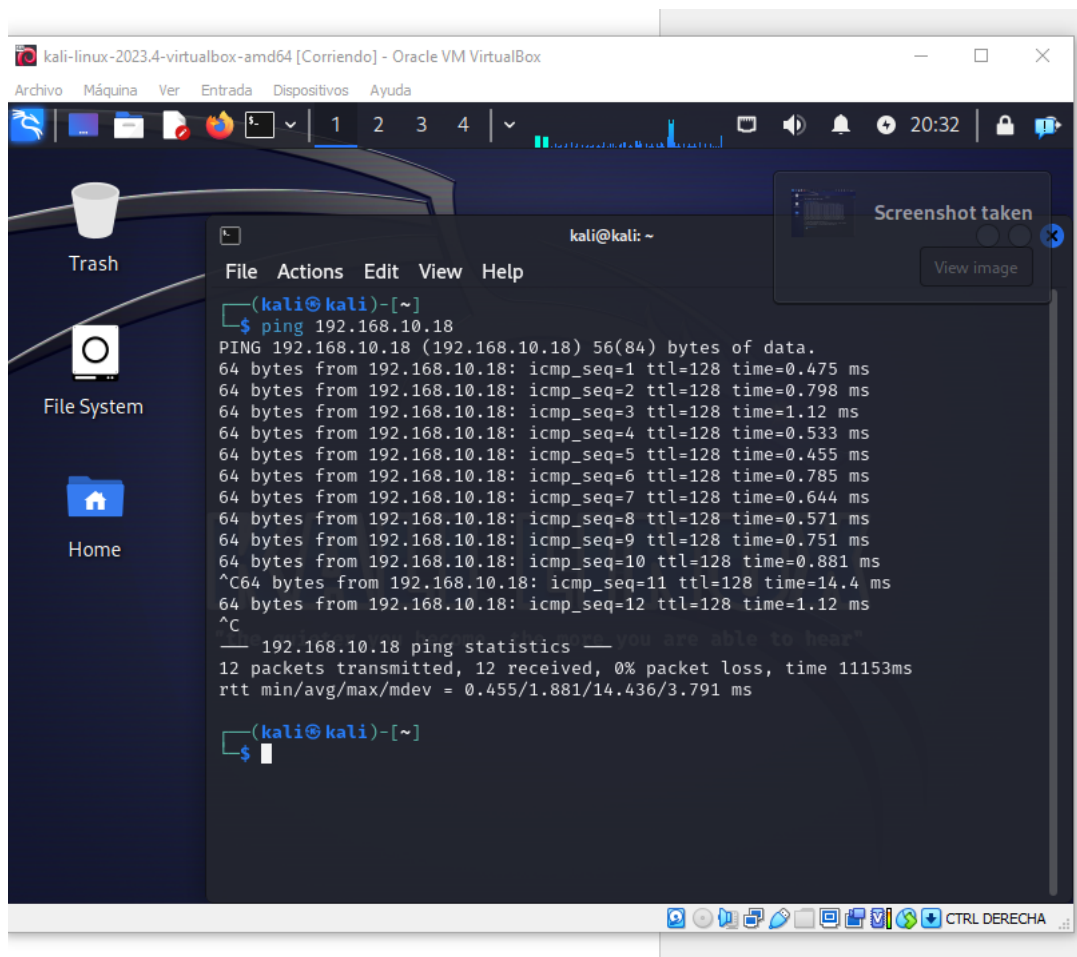 kali-linux-2023.4-virtualbox-amd64 [Corriendo] - Oracle VM VirtualBox
Archivo Máquina Ver Entrada Dispositivos Ayuda
1 2 3 4 20:32
Screenshot taken
View image
Trash
File System
Home
kali@kali: ~
File Actions Edit View Help
┌──(kali㉿kali)-[~]
└─$ ping 192.168.10.18
PING 192.168.10.18 (192.168.10.18) 56(84) bytes of data.
64 bytes from 192.168.10.18: icmp_seq=1 ttl=128 time=0.475 ms
64 bytes from 192.168.10.18: icmp_seq=2 ttl=128 time=0.798 ms
64 bytes from 192.168.10.18: icmp_seq=3 ttl=128 time=1.12 ms
64 bytes from 192.168.10.18: icmp_seq=4 ttl=128 time=0.533 ms
64 bytes from 192.168.10.18: icmp_seq=5 ttl=128 time=0.455 ms
64 bytes from 192.168.10.18: icmp_seq=6 ttl=128 time=0.785 ms
64 bytes from 192.168.10.18: icmp_seq=7 ttl=128 time=0.644 ms
64 bytes from 192.168.10.18: icmp_seq=8 ttl=128 time=0.571 ms
64 bytes from 192.168.10.18: icmp_seq=9 ttl=128 time=0.751 ms
64 bytes from 192.168.10.18: icmp_seq=10 ttl=128 time=0.881 ms
^C64 bytes from 192.168.10.18: icmp_seq=11 ttl=128 time=14.4 ms
64 bytes from 192.168.10.18: icmp_seq=12 ttl=128 time=1.12 ms
^C
"the quieter you become, the more you are able to hear"
--- 192.168.10.18 ping statistics ---
12 packets transmitted, 12 received, 0% packet loss, time 11153ms
rtt min/avg/max/mdev = 0.455/1.881/14.436/3.791 ms
┌──(kali㉿kali)-[~]
└─$
CTRL DERECHA